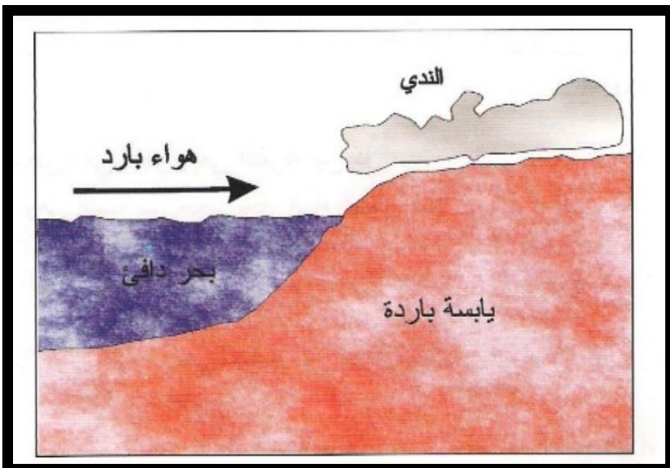 الندي
هواء بارد
بحر دافئ
يابسة باردة